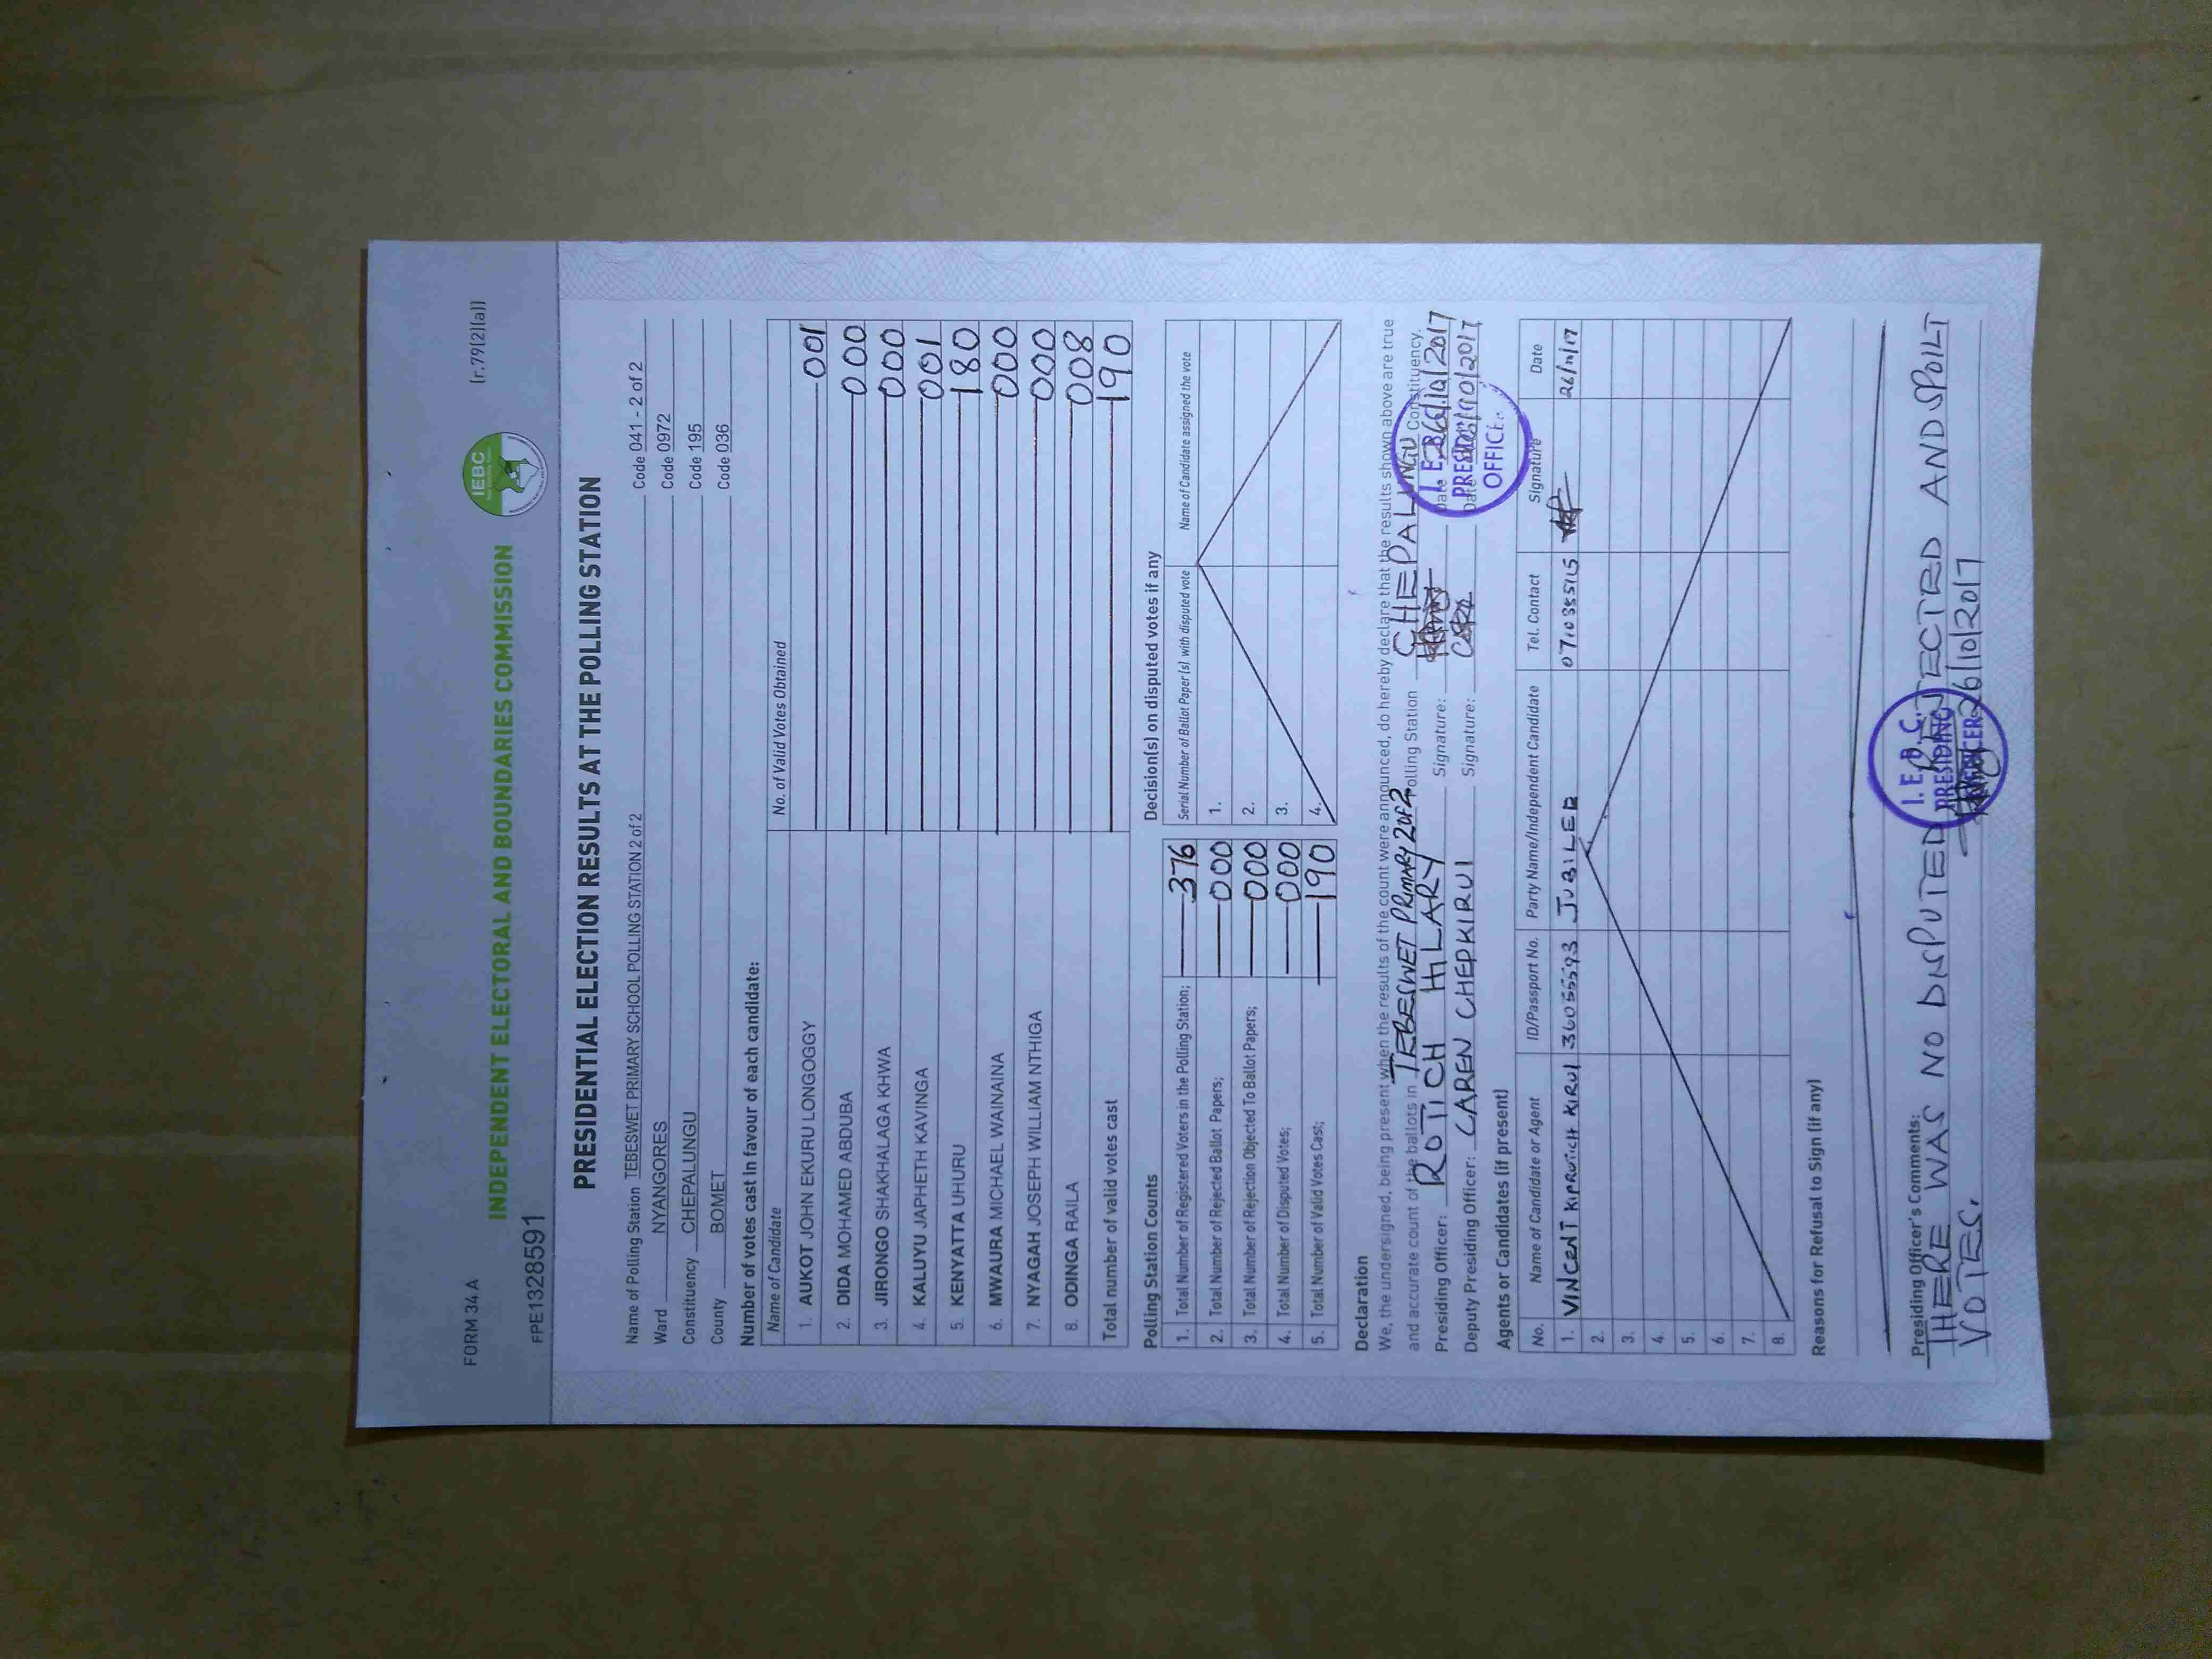 FORM 34 A
(r.79(2)(a))
IEBC
INDEPENDENT ELECTORAL AND BOUNDARIES COMMISSION
FPE1328591
PRESIDENTIAL ELECTION RESULTS AT THE POLLING STATION
Name of Polling Station TEBESWET PRIMARY SCHOOL POLLING STATION 2 of 2 Code 041 - 2 of 2
Ward NYANGORES Code 0972
Constituency CHEPALUNGU Code 195
County BOMET Code 036
Number of votes cast in favour of each candidate:
Name of Candidate No. of Valid Votes Obtained
1. AUKOT JOHN EKURU LONGOGGY 001
2. DIDA MOHAMED ABDUBA 000
3. JIRONGO SHAKHALAGA KHWA 000
4. KALUYU JAPHETH KAVINGA 001
5. KENYATTA UHURU 180
6. MWAURA MICHAEL WAINAINA 000
7. NYAGAH JOSEPH WILLIAM NTHIGA 000
8. ODINGA RAILA 008
Total number of valid votes cast 190
Polling Station Counts
1. Total Number of Registered Voters in the Polling Station; 376
2. Total Number of Rejected Ballot Papers; 000
3. Total Number of Rejection Objected To Ballot Papers; 000
4. Total Number of Disputed Votes; 000
5. Total Number of Valid Votes Cast; 190
Decision(s) on disputed votes if any
Serial Number of Ballot Paper (s) with disputed vote Name of Candidate assigned the vote
1.
2.
3.
4.
Declaration
We, the undersigned, being present when the results of the count were announced, do hereby declare that the results shown above are true
and accurate count of the ballots in TEBESWET PRIMARY 2 of 2 Polling Station CHEPALUNGU Constituency.
Presiding Officer: ROTICH HILARY Signature: Date 26/10/2017
Deputy Presiding Officer: CAREN CHEPKIRUI Signature: Date 26/10/2017
I. E. B. C.
PRESIDING
OFFICER
Agents or Candidates (if present)
No. Name of Candidate or Agent ID/Passport No. Party Name/Independent Candidate Tel. Contact Signature Date
1. VINCENT KIPRUTICH KIRUI 36055593 JUBILEE 0710385515 26/10/17
2.
3.
4.
5.
6.
7.
8.
Reasons for Refusal to Sign (if any)
Presiding Officer's Comments:
THERE WAS NO DISPUTED, REJECTED AND SPOILT
VOTES. 26/10/2017
I. E. B. C.
PRESIDING
OFFICER